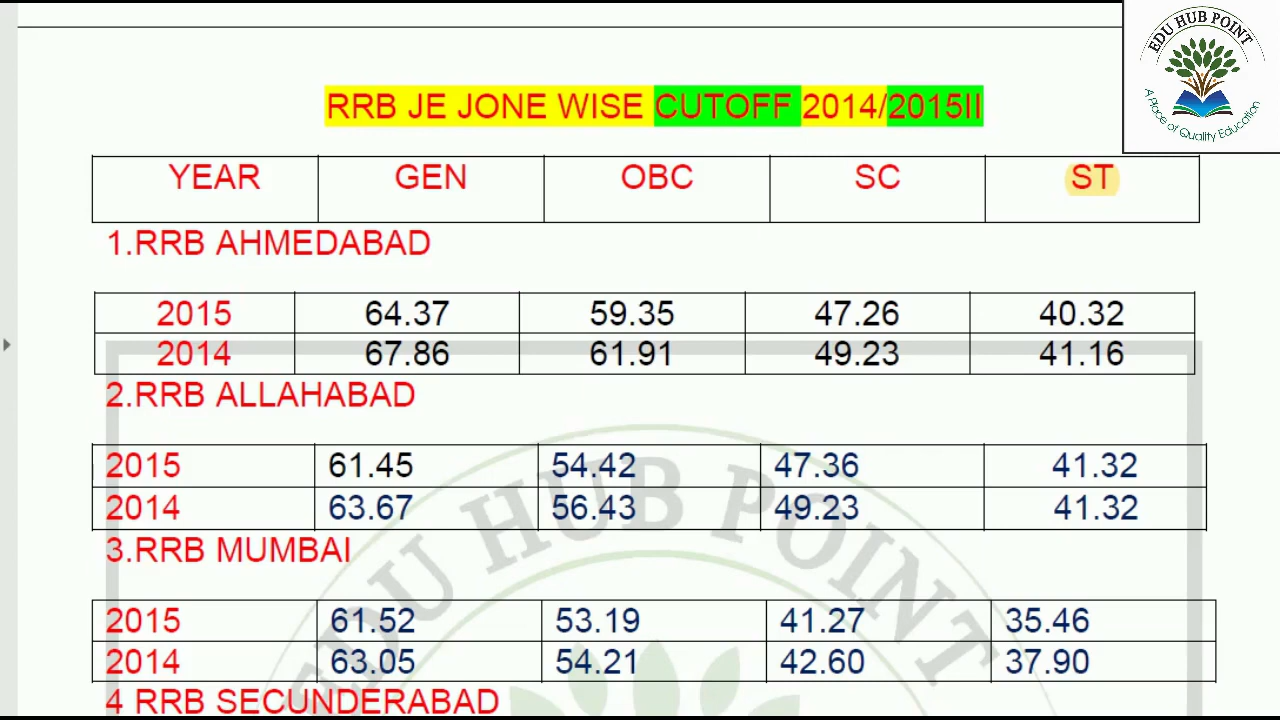 EDU HUB POINT
A Place of Quality Education
RRB JE JONE WISE CUTOFF 2014/2015II
YEAR GEN OBC SC ST
1.RRB AHMEDABAD
2015 64.37 59.35 47.26 40.32
2014 67.86 61.91 49.23 41.16
2.RRB ALLAHABAD
2015 61.45 54.42 47.36 41.32
2014 63.67 56.43 49.23 41.32
3.RRB MUMBAI
2015 61.52 53.19 41.27 35.46
2014 63.05 54.21 42.60 37.90
4 RRB SECUNDERABAD
EDU HUB POINT